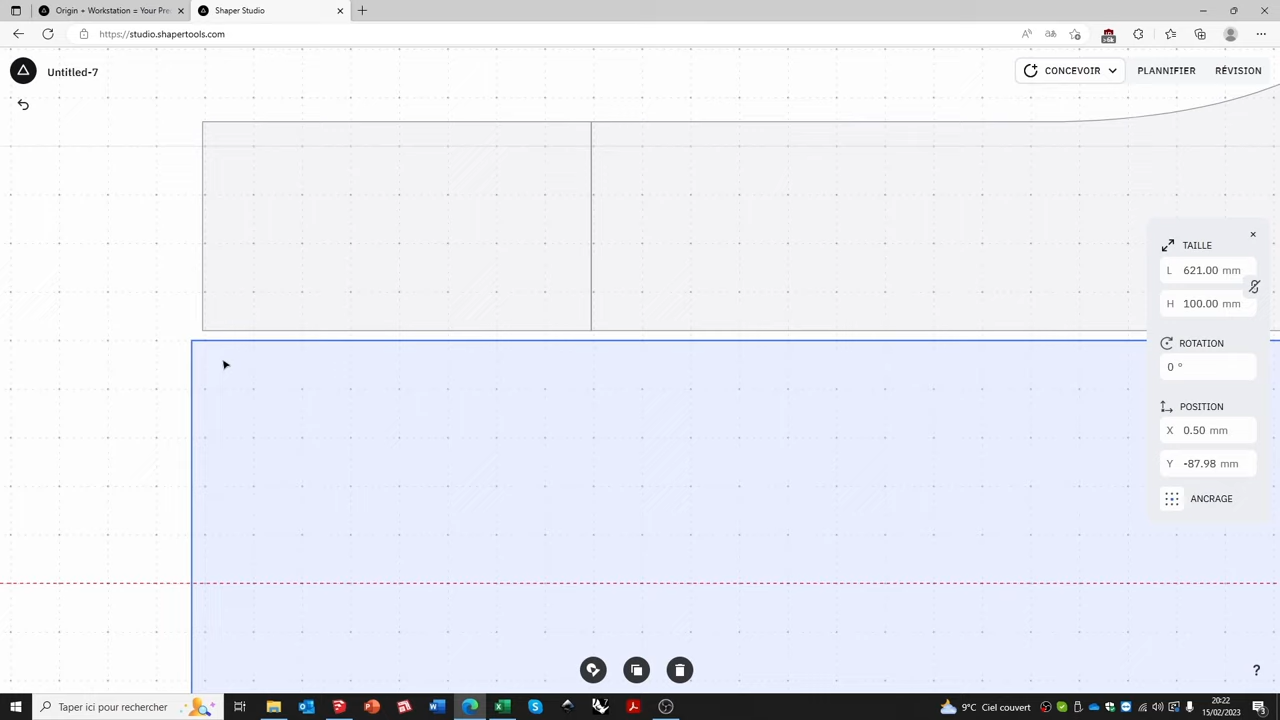 Origin + Workstation = Your Pre
Shaper Studio
https://studio.shapertools.com
Untitled-7
CONCEVOIR
PLANNIFIER
RÉVISION
TAILLE
L 621.00 mm
H 100.00 mm
ROTATION
0 °
POSITION
X 0.50 mm
Y -87.98 mm
ANCRAGE
?
Taper ici pour rechercher
9°C Ciel couvert
20:22
15/02/2023